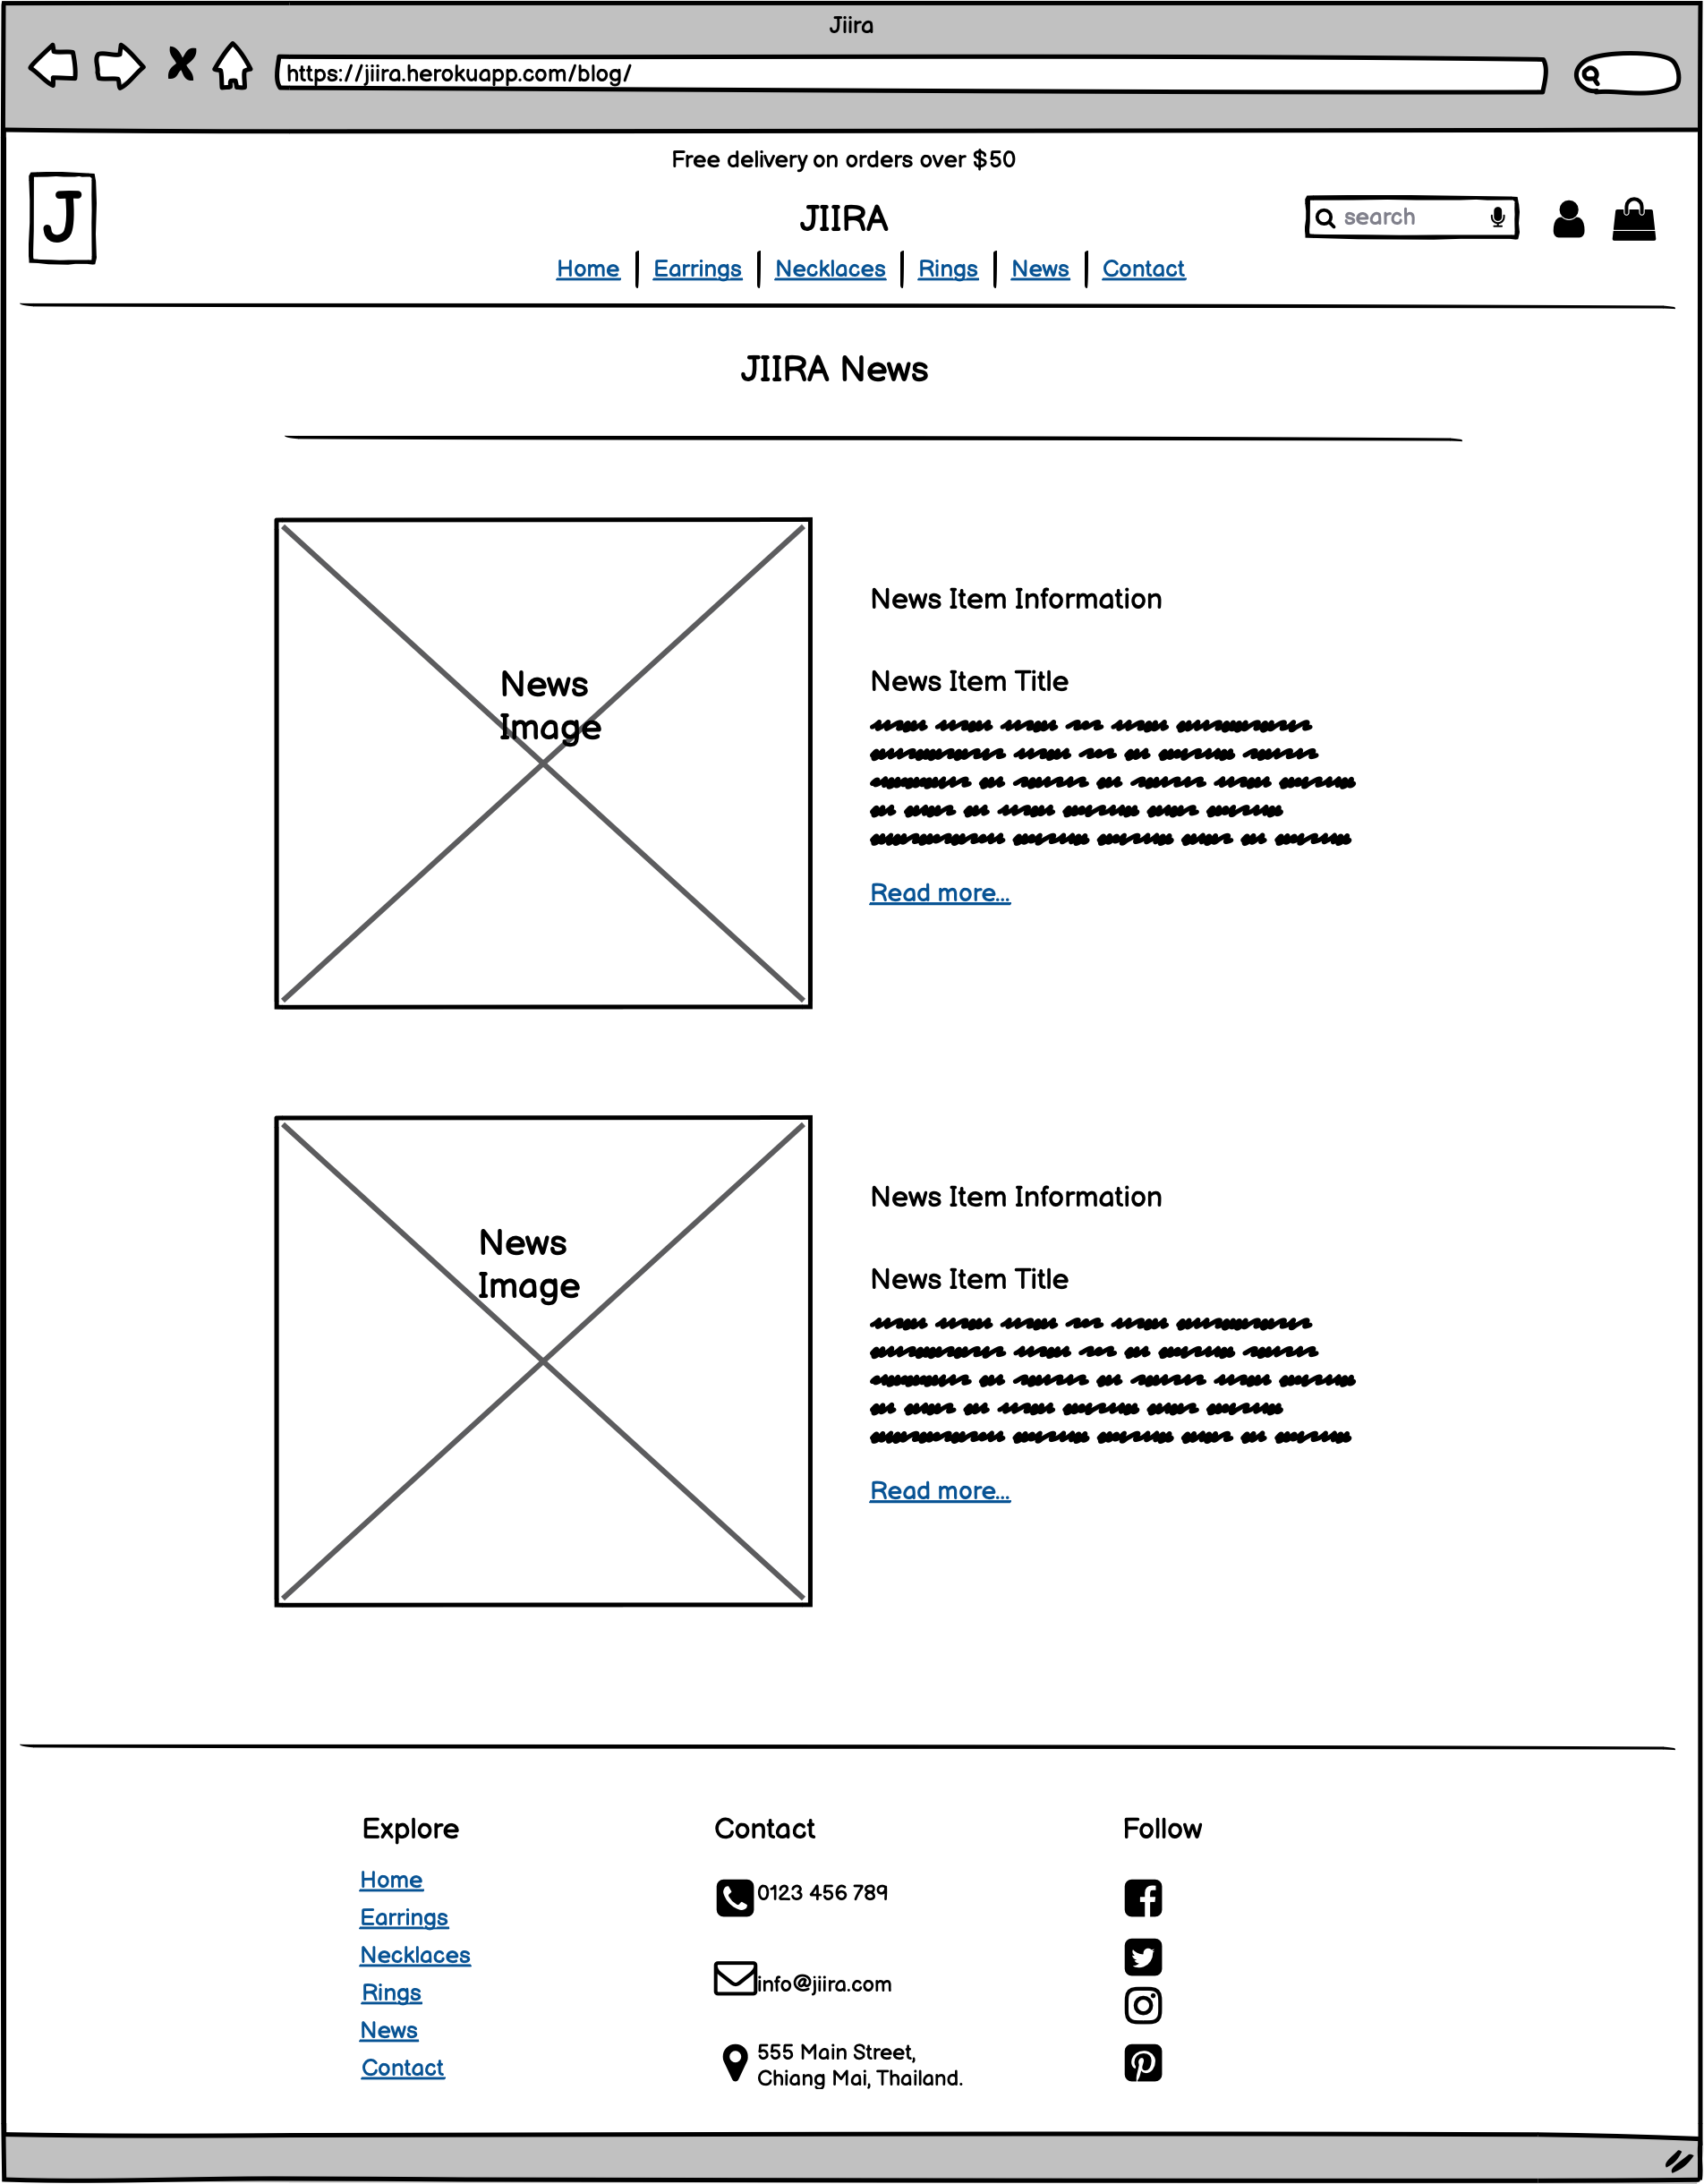 Jiira
https://jiira.herokuapp.com/blog/
Free delivery on orders over $50
J
JIIRA
search
Home Earrings Necklaces Rings News Contact
JIIRA News
News
Image
News Item Information
News Item Title
Read more...
News
Image
News Item Information
News Item Title
Read more...
Explore
Home
Earrings
Necklaces
Rings
News
Contact
Contact
0123 456 789
info@jiira.com
555 Main Street,
Chiang Mai, Thailand.
Follow